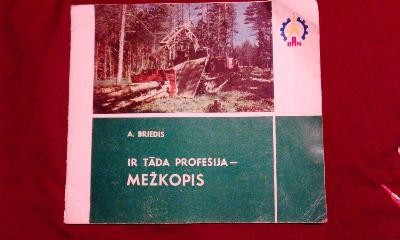 A. BRIEDIS
IR TĀDA PROFESIJA—
MEŽKOPIS